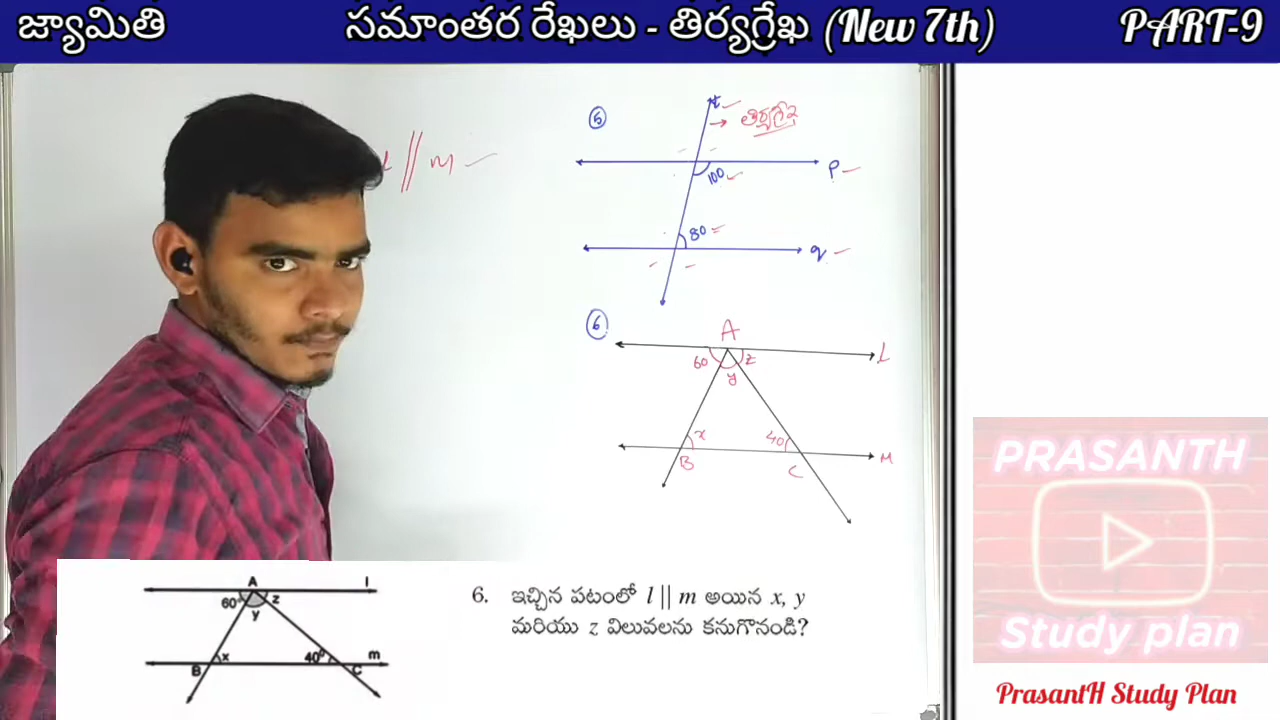 జ్యామితి
సమాంతర రేఖలు - తిర్యగ్రేఖ (New 7th)
PART-9
l || m
6
t
తిర్యగ్రేఖ
100
P
80
q
6
A
60
z
l
y
x
40
B
C
M
PRASANTH
Study plan
PrasantH Study Plan
A
l
60°
z
y
x
40°
m
B
C
6. ఇచ్చిన పటంలో l || m అయిన x, y
మరియు z విలువలను కనుగొనండి?